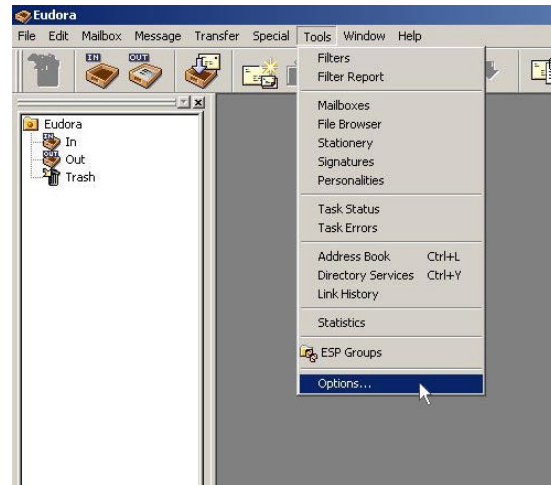 Eudora
File Edit Mailbox Message Transfer Special Tools Window Help
IN OUT
Eudora
In
Out
Trash
Filters
Filter Report
Mailboxes
File Browser
Stationery
Signatures
Personalities
Task Status
Task Errors
Address Book Ctrl+L
Directory Services Ctrl+Y
Link History
Statistics
ESP Groups
Options...